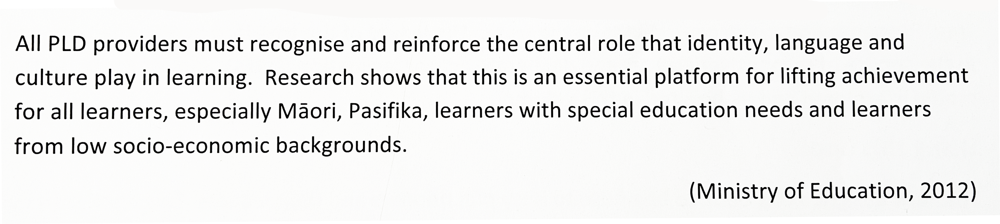 All PLD providers must recognise and reinforce the central role that identity, language and
culture play in learning.  Research shows that this is an essential platform for lifting achievement
for all learners, especially Māori, Pasifika, learners with special education needs and learners
from low socio-economic backgrounds.
(Ministry of Education, 2012)